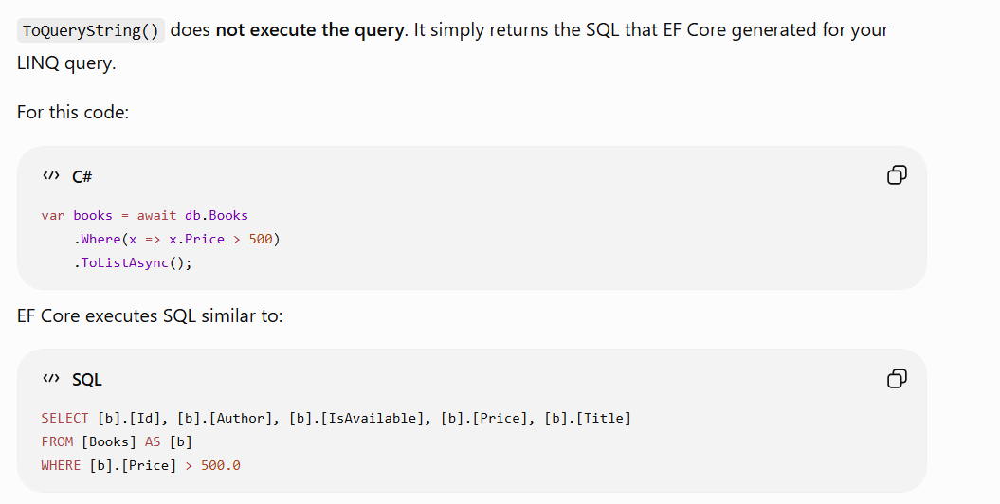 ToQueryString() does not execute the query. It simply returns the SQL that EF Core generated for your
LINQ query.
For this code:
C#
var books = await db.Books
    .Where(x => x.Price > 500)
    .ToListAsync();
EF Core executes SQL similar to:
SQL
SELECT [b].[Id], [b].[Author], [b].[IsAvailable], [b].[Price], [b].[Title]
FROM [Books] AS [b]
WHERE [b].[Price] > 500.0